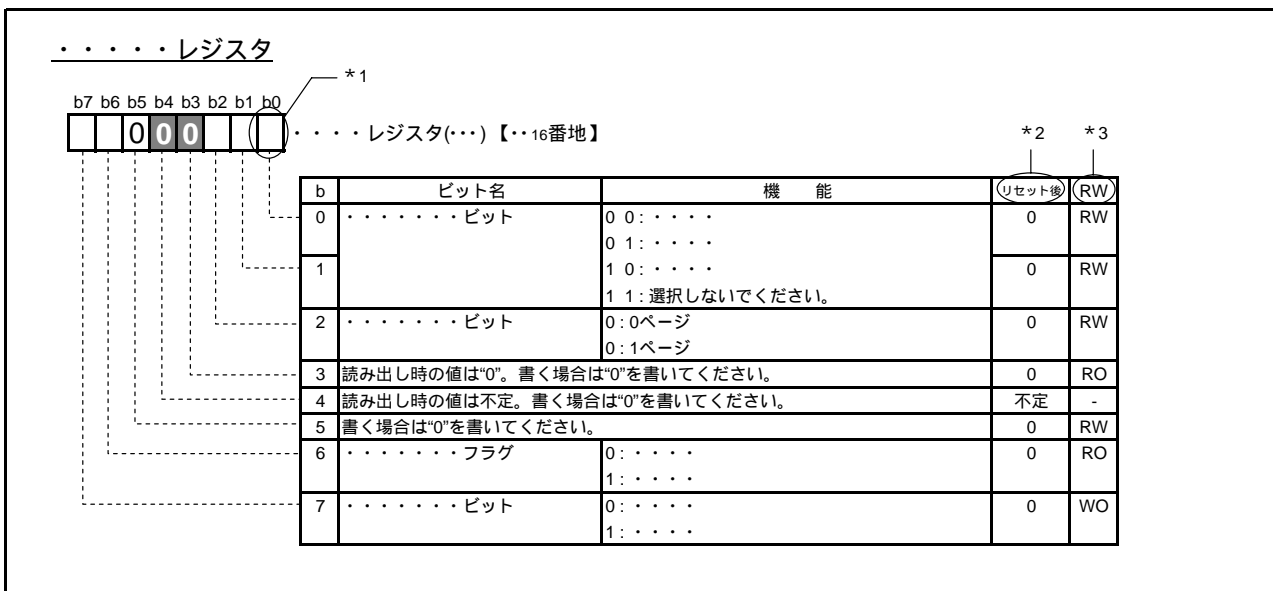 ・・・・・レジスタ
*1
b7 b6 b5 b4 b3 b2 b1 b0
0 0 0 ・・・・レジスタ(・・・)【・・16番地】 *2 *3
b ビット名 機 能 リセット後 RW
0 ・・・・・・・ビット 0 0 : ・・・・ 0 RW
0 1 : ・・・・
1 1 0 : ・・・・ 0 RW
1 1 : 選択しないでください。
2 ・・・・・・・ビット 0 : 0ページ 0 RW
0 : 1ページ
3 読み出し時の値は“0”。書く場合は“0”を書いてください。 0 RO
4 読み出し時の値は不定。書く場合は“0”を書いてください。 不定 -
5 書く場合は“0”を書いてください。 0 RW
6 ・・・・・・・フラグ 0 : ・・・・ 0 RO
1 : ・・・・
7 ・・・・・・・ビット 0 : ・・・・ 0 WO
1 : ・・・・